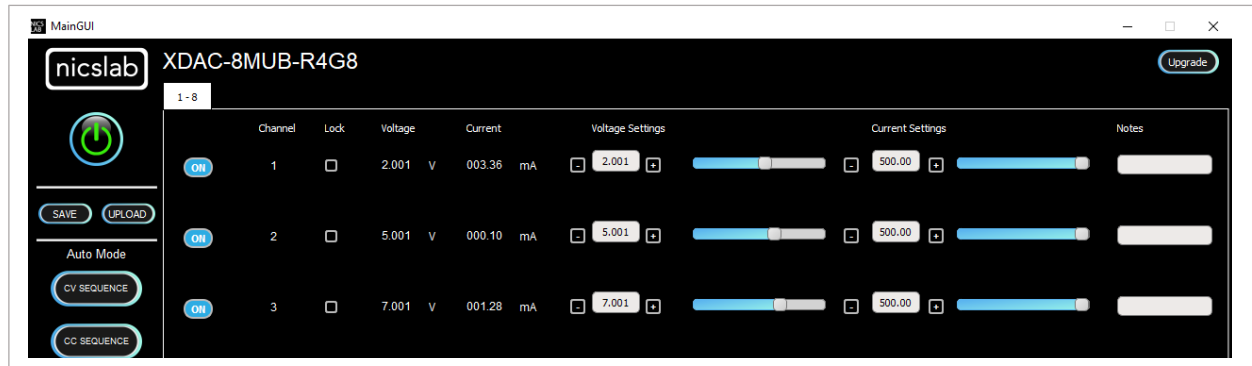 NICS LAB MainGUI
nicslab XDAC-8MUB-R4G8 Upgrade
1-8
Channel Lock Voltage Current Voltage Settings Current Settings Notes
ON 1 2.001 V 003.36 mA - 2.001 + - 500.00 +
SAVE UPLOAD
ON 2 5.001 V 000.10 mA - 5.001 + - 500.00 +
Auto Mode
CV SEQUENCE
ON 3 7.001 V 001.28 mA - 7.001 + - 500.00 +
CC SEQUENCE